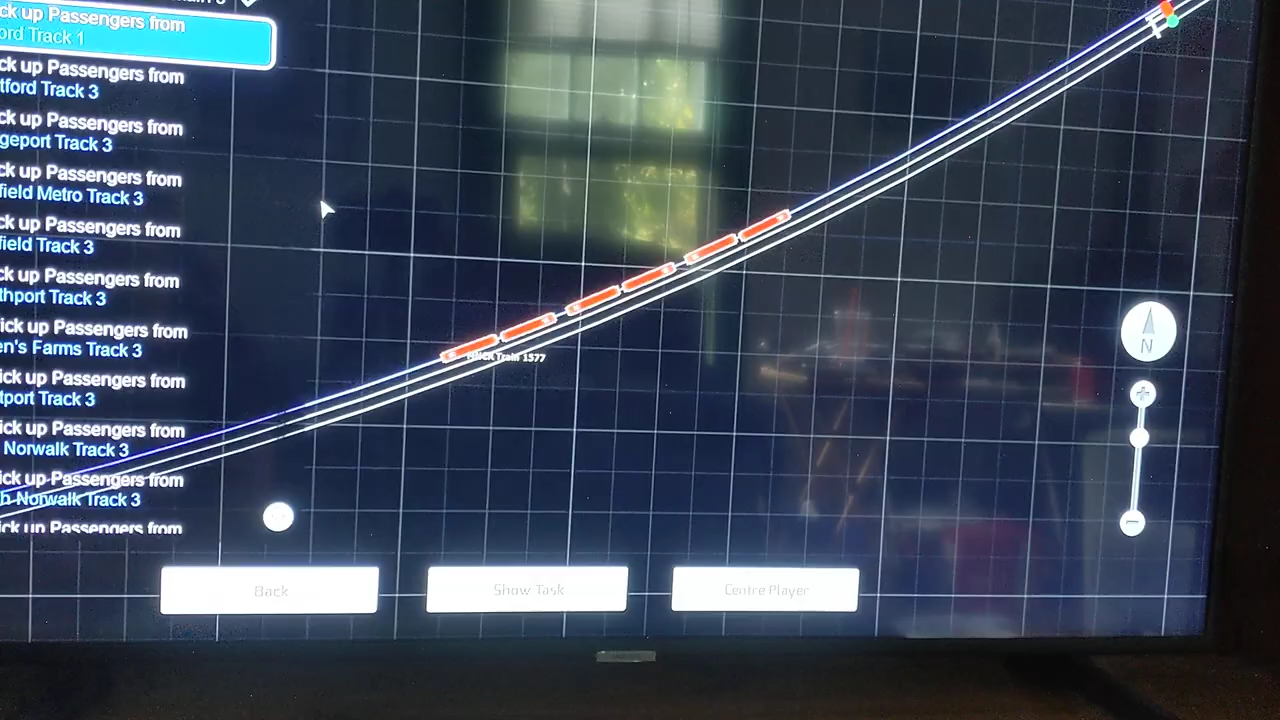 ck up Passengers from
ord Track 1
ck up Passengers from
tford Track 3
ck up Passengers from
geport Track 3
ck up Passengers from
field Metro Track 3
ck up Passengers from
field Track 3
ck up Passengers from
thport Track 3
ick up Passengers from
en's Farms Track 3
ick up Passengers from
tport Track 3
ick up Passengers from
Norwalk Track 3
ick up Passengers from
h Norwalk Track 3
ick up Passengers from
Train 1577
N
Back
Show Task
Centre Player